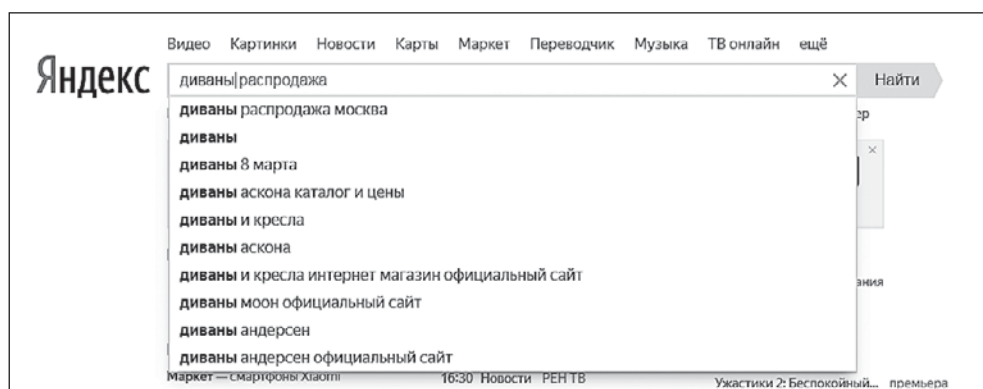 Видео Картинки Новости Карты Маркет Переводчик Музыка ТВ онлайн ещё
Яндекс
диваны распродажа
Найти
диваны распродажа москва
ер
диваны
диваны 8 марта
диваны аскона каталог и цены
диваны и кресла
диваны аскона
диваны и кресла интернет магазин официальный сайт
ания
диваны моон официальный сайт
диваны андерсен
диваны андерсен официальный сайт
Маркет — смартфоны Xiaomi
16:30 Новости РЕН ТВ
Ужастики 2: Беспокойный... премьера